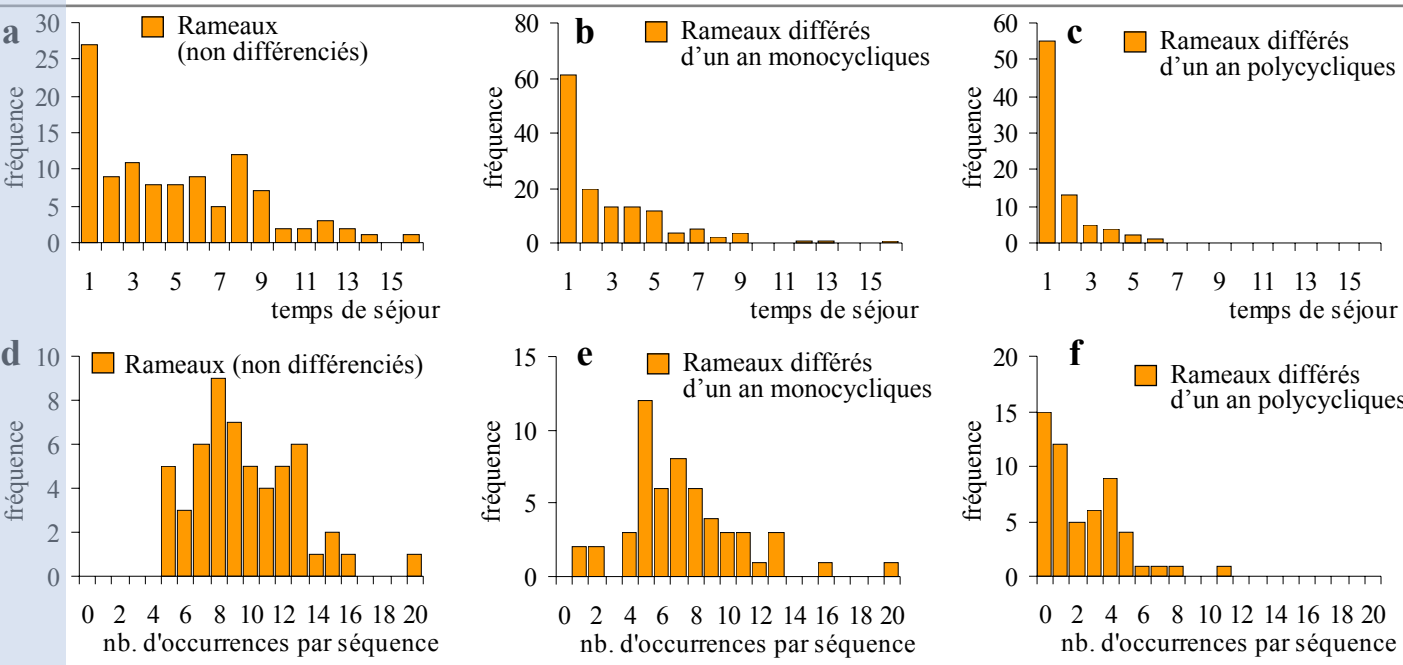 a
Rameaux
(non différenciés)
30
25
20
15
10
5
0
fréquence
1 3 5 7 9 11 13 15
temps de séjour
b
Rameaux différés
d'un an monocycliques
80
60
40
20
0
fréquence
1 3 5 7 9 11 13 15
temps de séjour
c
Rameaux différés
d'un an polycycliques
60
50
40
30
20
10
0
fréquence
1 3 5 7 9 11 13 15
temps de séjour
d
Rameaux (non différenciés)
10
8
6
4
2
0
fréquence
0 2 4 6 8 10 12 14 16 18 20
nb. d'occurrences par séquence
e
Rameaux différés
d'un an monocycliques
15
10
5
0
fréquence
0 2 4 6 8 10 12 14 16 18 20
nb. d'occurrences par séquence
f
Rameaux différés
d'un an polycycliques
20
15
10
5
0
fréquence
0 2 4 6 8 10 12 14 16 18 20
nb. d'occurrences par séquence